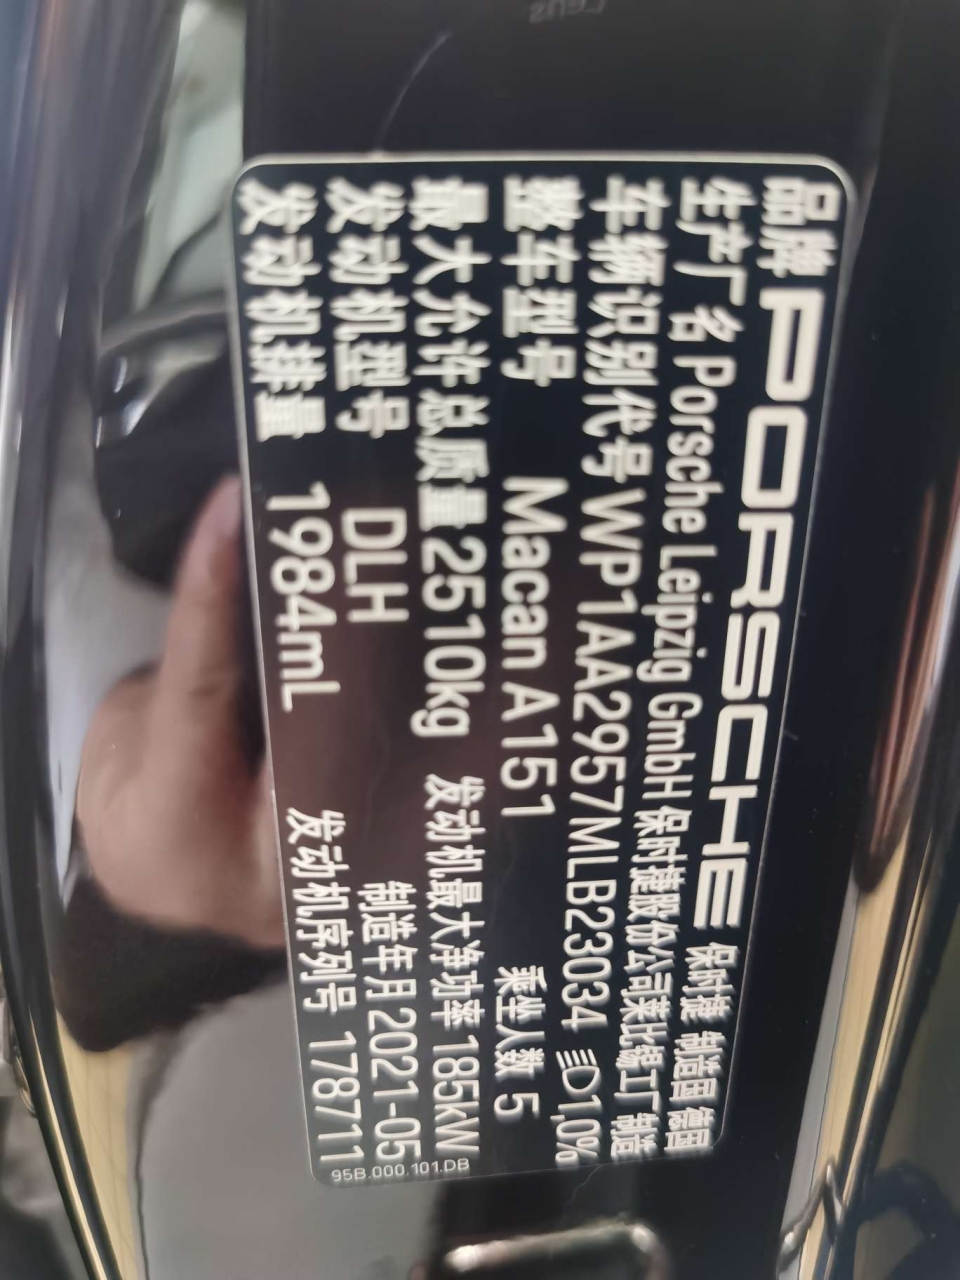 品牌 PORSCHE 保时捷 制造国 德国
生产厂名 Porsche Leipzig GmbH 保时捷股份公司莱比锡工厂 制造
车辆识别代号 WP1AA2957MLB23034 1,0%
整车型号 Macan A151 乘坐人数 5
最大允许总质量 2510kg 发动机最大净功率 185kW
发动机型号 DLH 制造年月 2021-05
发动机排量 1984mL 发动机序列号 178711
95B.000.101.DB